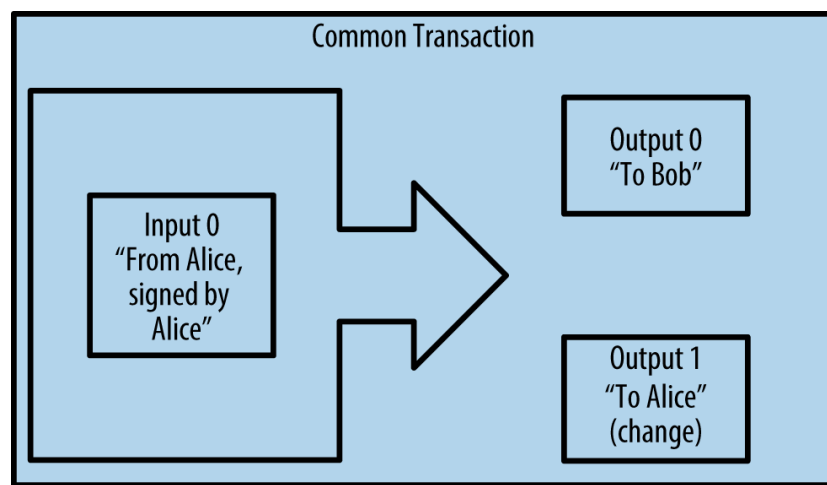 Common Transaction
Input 0
“From Alice,
signed by
Alice”
Output 0
“To Bob”
Output 1
“To Alice”
(change)